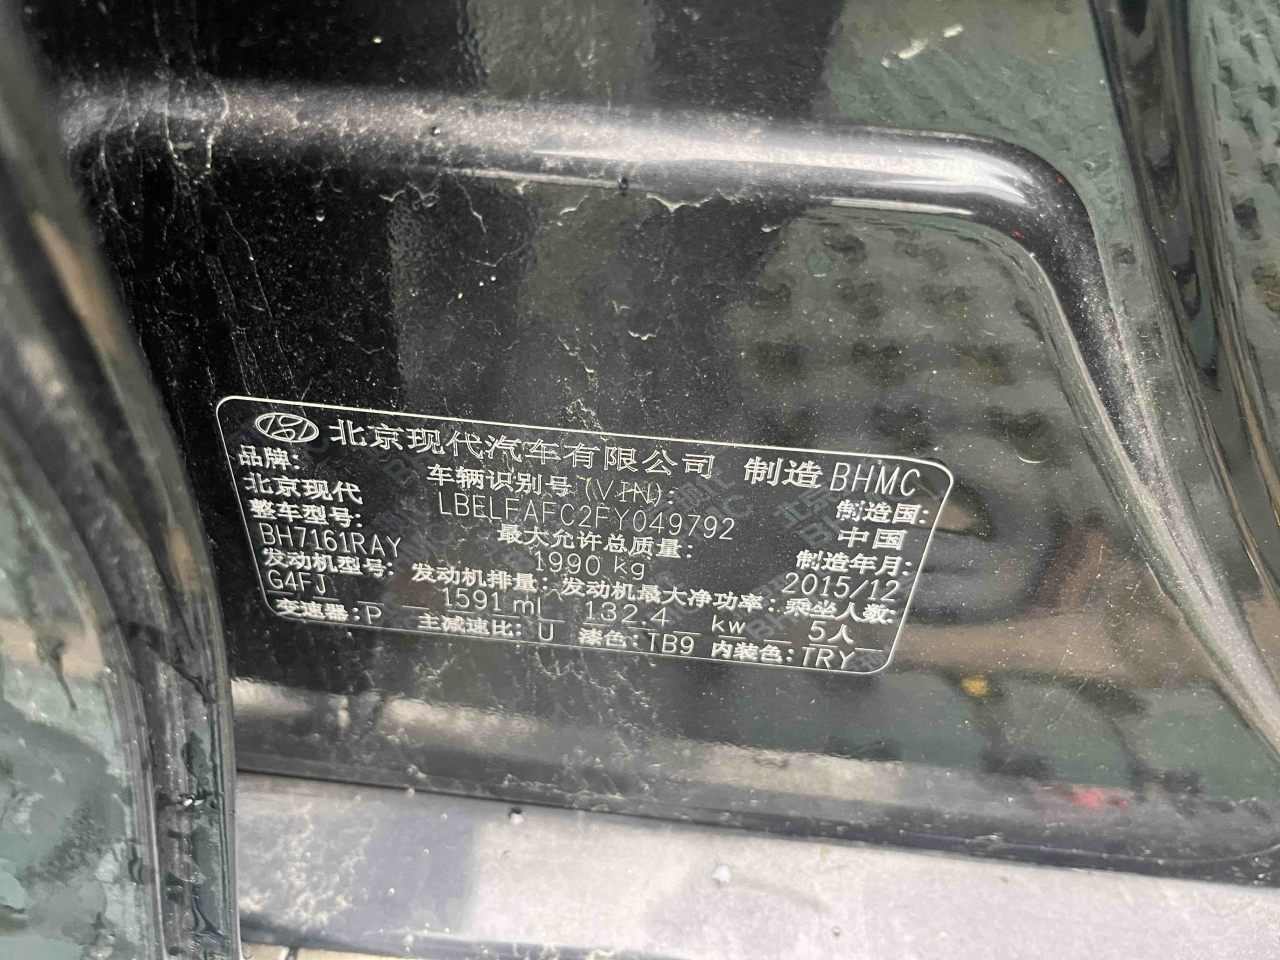 北京现代汽车有限公司 制造 BHMC
品牌: 车辆识别号(VIN): 制造国:
北京现代 LBELFAFC2FY049792 中国
整车型号: 最大允许总质量: 制造年月:
BH7161RAY 1990 kg 2015/12
发动机型号: 发动机排量: 发动机最大净功率: 乘坐人数:
G4FJ 1591 ml 132.4 kw 5人
变速器:P 主减速比: U 漆色:TB9 内装色:TRY